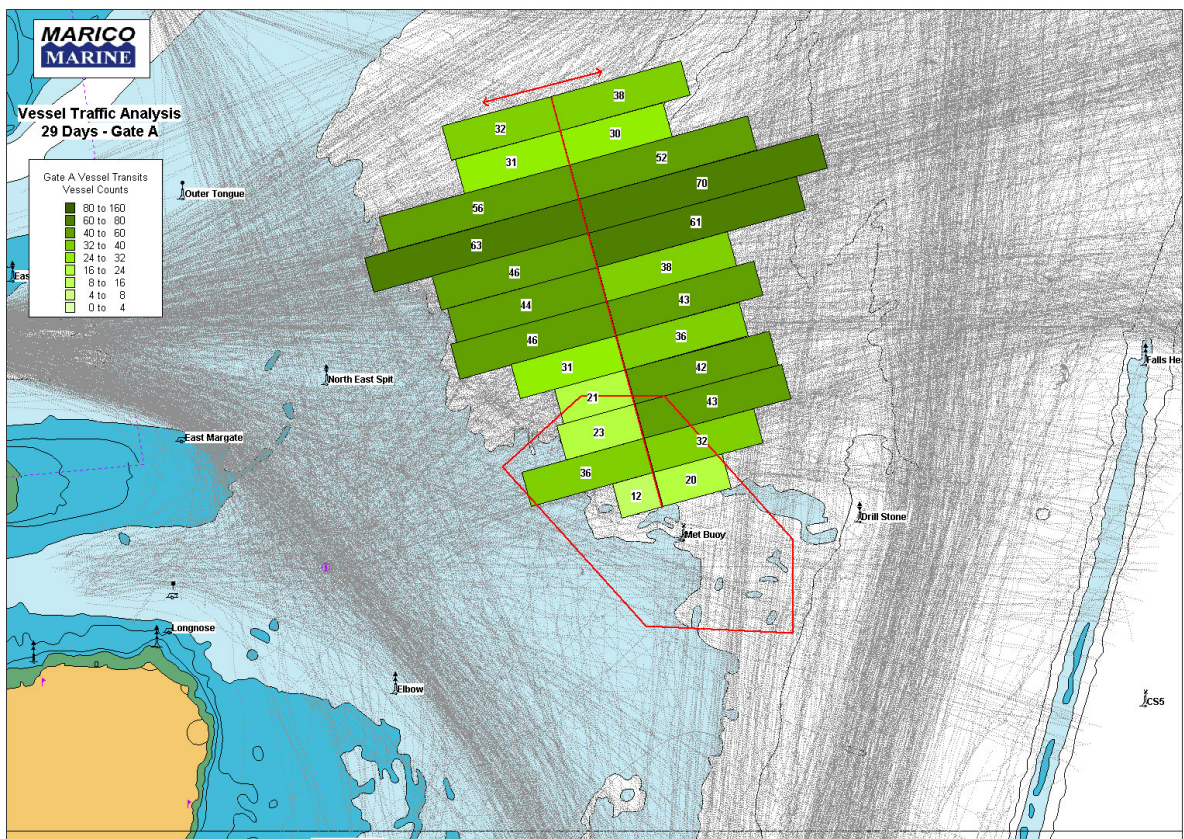 MARICO
MARINE
Vessel Traffic Analysis
29 Days - Gate A
Gate A Vessel Transits
Vessel Counts
80 to 160
60 to 80
40 to 60
32 to 40
24 to 32
16 to 24
8 to 16
4 to 8
0 to 4
Outer Tongue
38
32
30
31
52
56
70
63
61
46
38
44
43
46
36
31
42
21
43
23
32
36
20
12
North East Spit
East Margate
Falls Hea
Drill Stone
Met Buoy
Longnose
Elbow
CS5
Eas